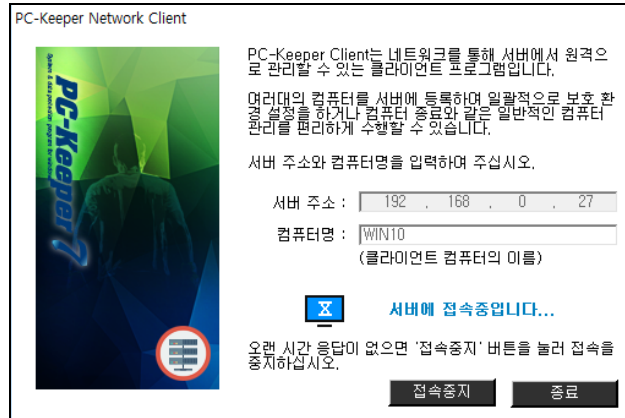 PC-Keeper Network Client
PC-Keeper Client는 네트워크를 통해 서버에서 원격으
로 관리할 수 있는 클라이언트 프로그램입니다.
여러대의 컴퓨터를 서버에 등록하여 일괄적으로 보호 환
경 설정을 하거나 컴퓨터 종료와 같은 일반적인 컴퓨터
관리를 편리하게 수행할 수 있습니다.
서버 주소와 컴퓨터명을 입력하여 주십시오.
서버 주소 : 192 . 168 . 0 . 27
컴퓨터명 : WIN10
(클라이언트 컴퓨터의 이름)
서버에 접속중입니다...
오랜 시간 응답이 없으면 '접속중지' 버튼을 눌러 접속을
중지하십시오.
접속중지 종료
PC-Keeper 7